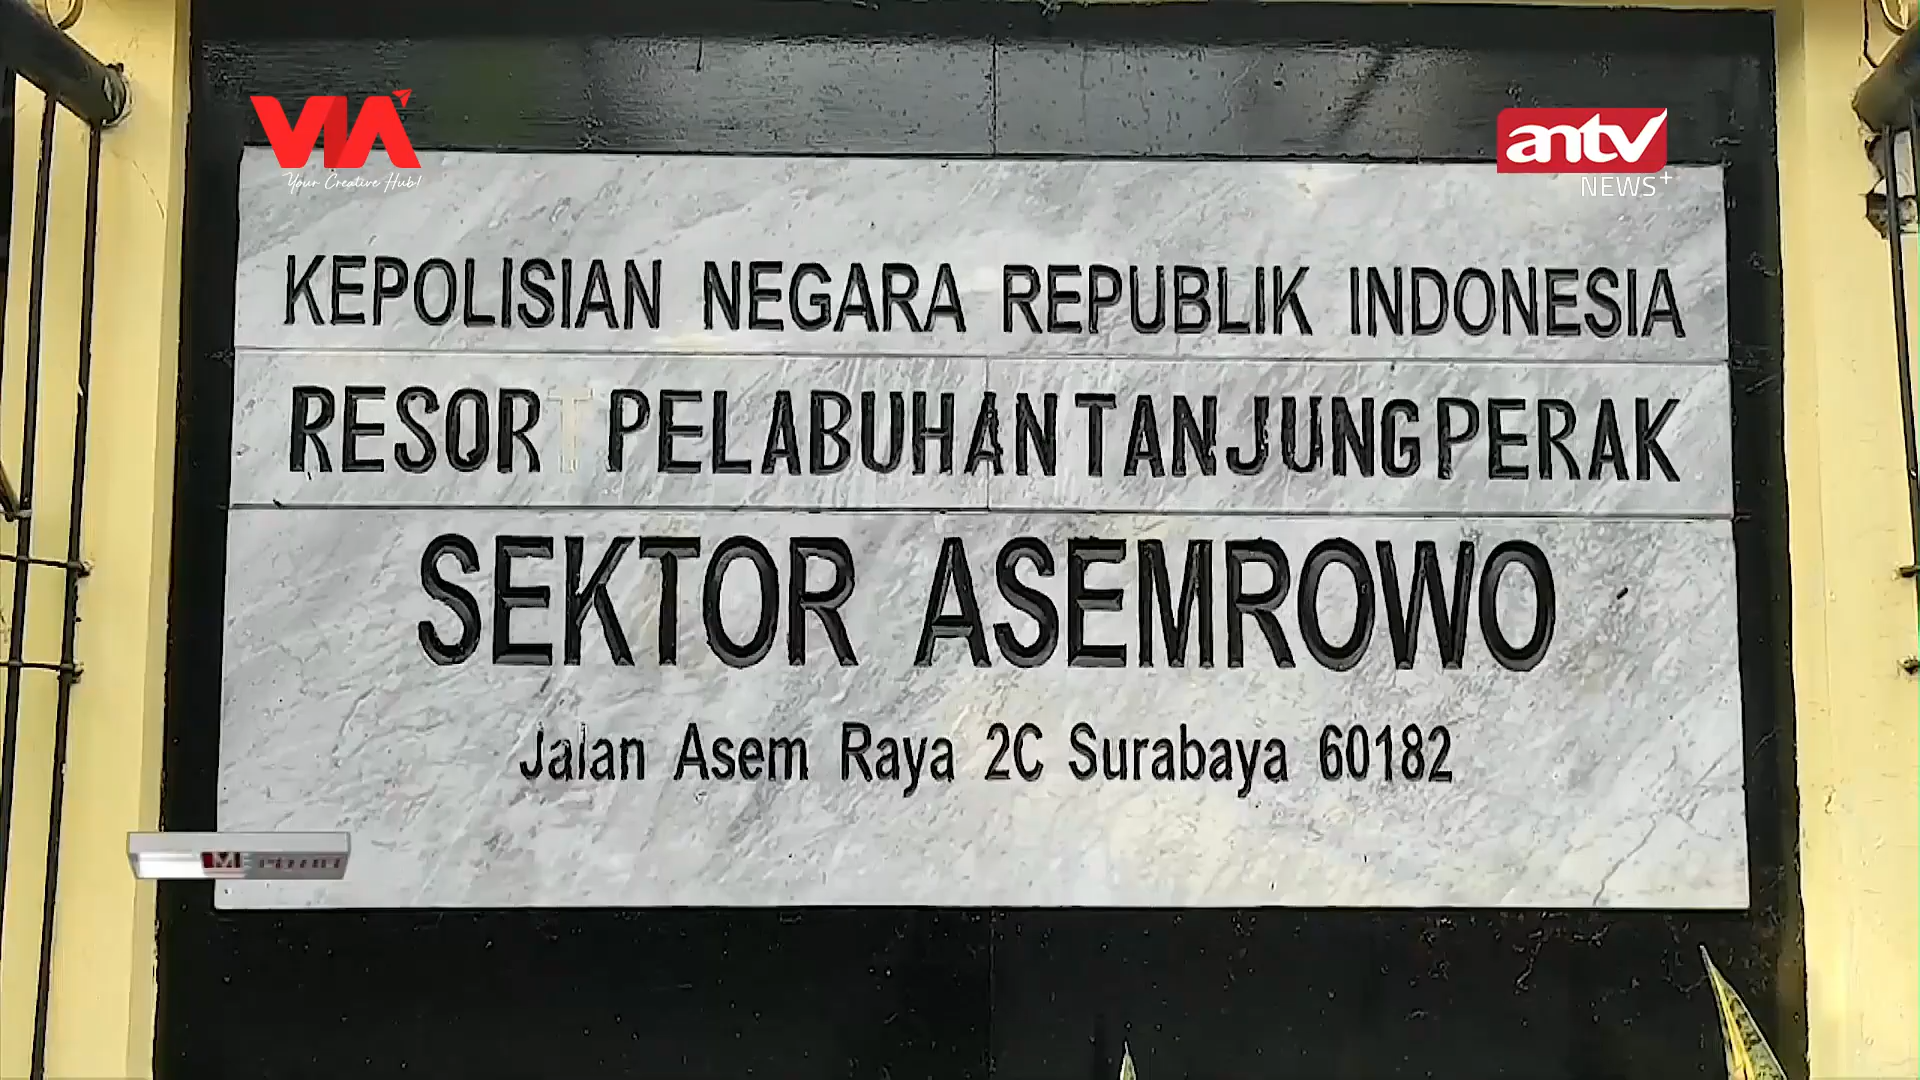 VIA
Your Creative Hub!
antv
NEWS+
KEPOLISIAN NEGARA REPUBLIK INDONESIA
RESORT PELABUHAN TANJUNG PERAK
SEKTOR ASEMROWO
Jalan Asem Raya 2C Surabaya 60182